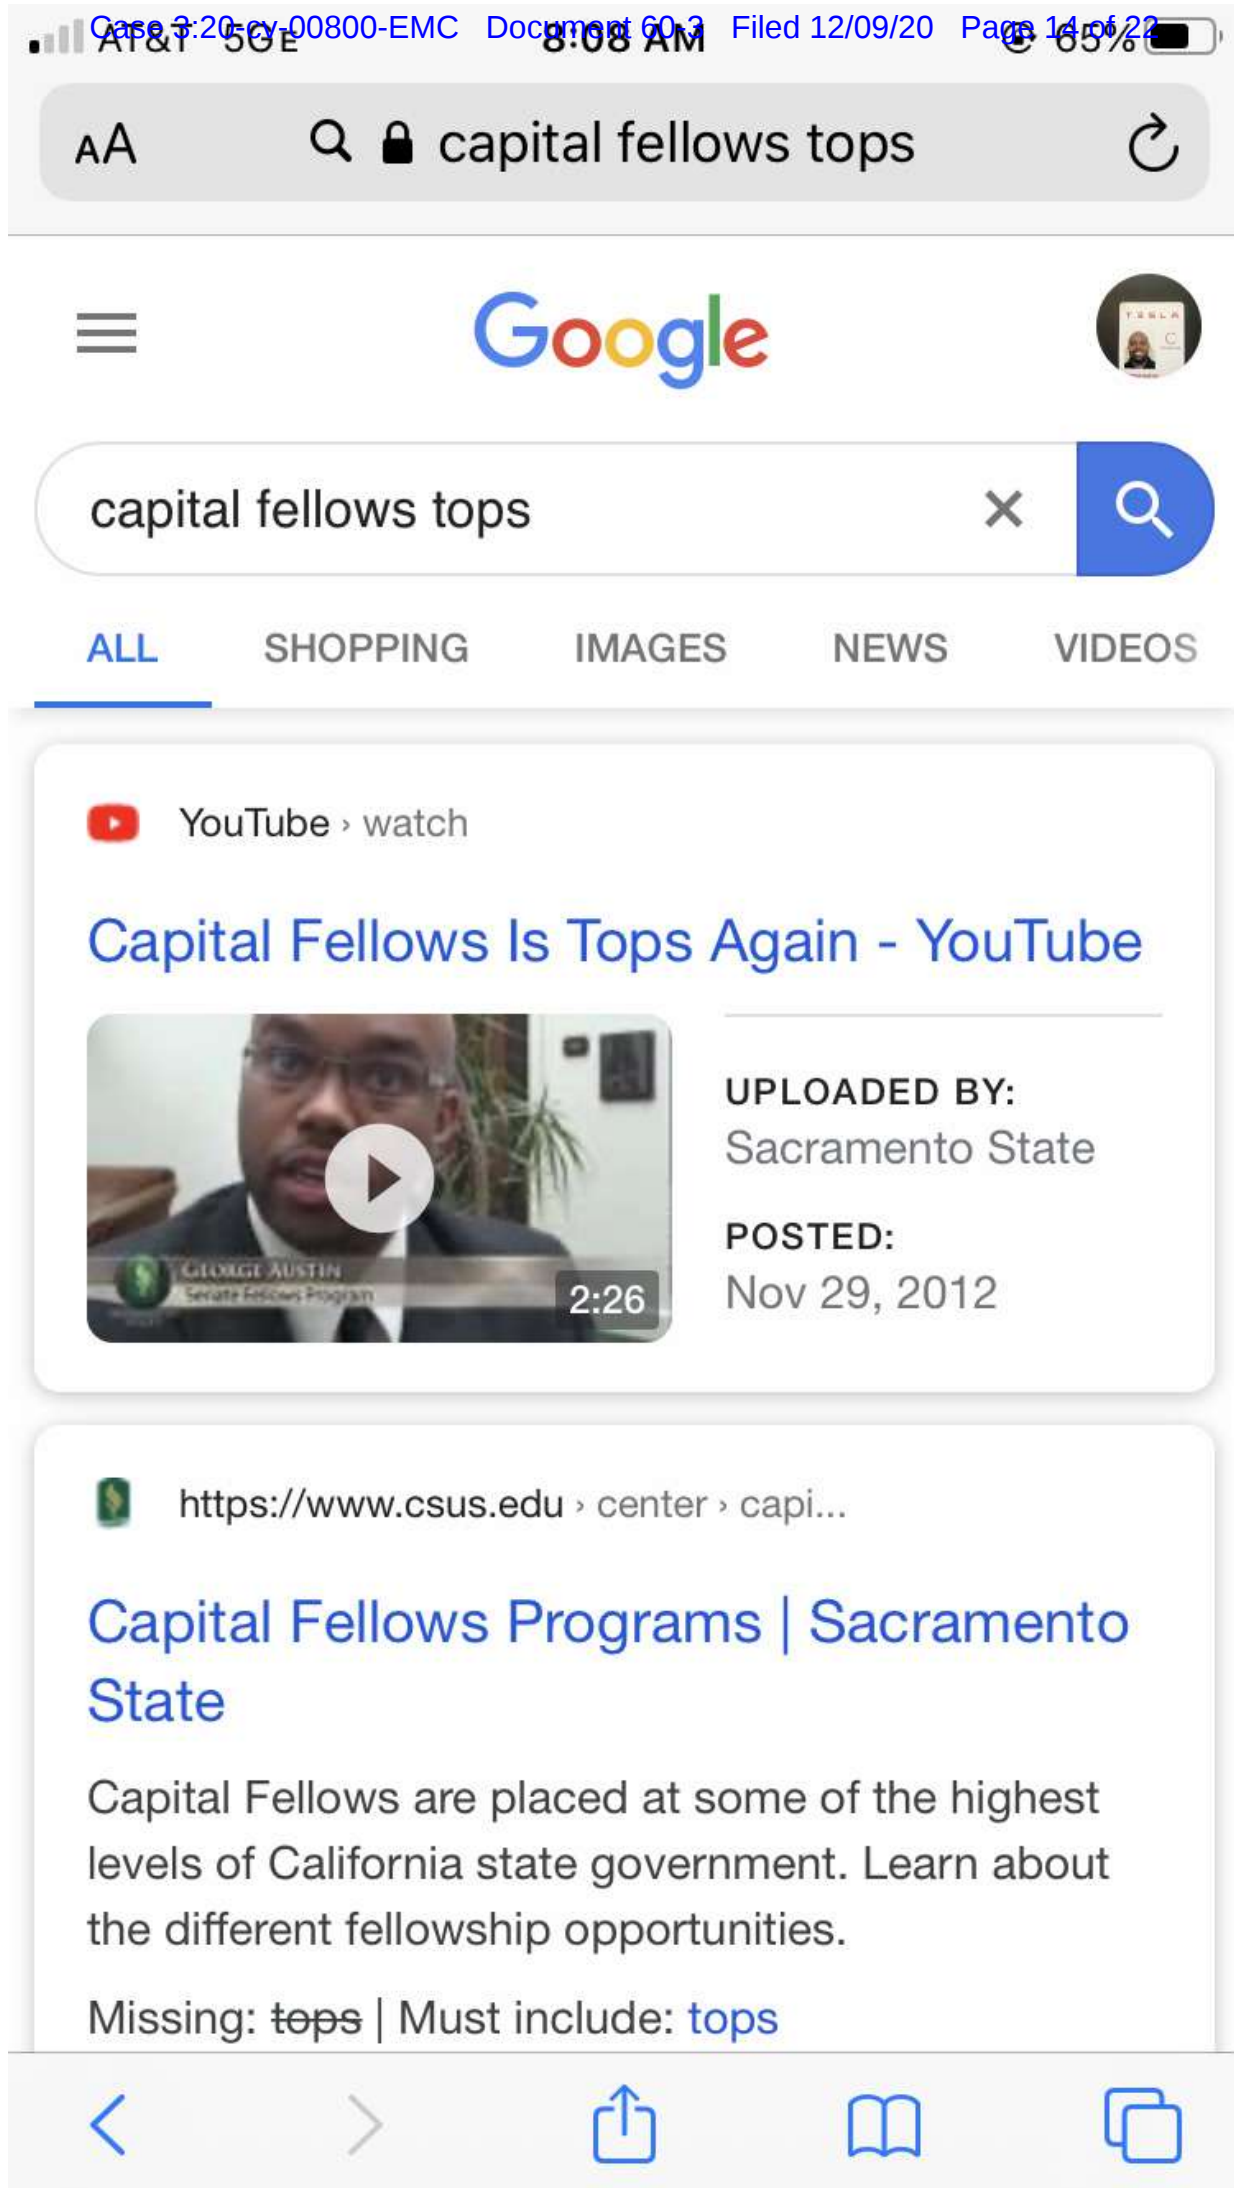 Case 3:20-cv-00800-EMC Document 60-3 Filed 12/09/20 Page 14 of 22
AT&T 5GE 8:08 AM 65%
AA capital fellows tops
Google
TESLA
capital fellows tops
ALL SHOPPING IMAGES NEWS VIDEOS
YouTube › watch
Capital Fellows Is Tops Again - YouTube
UPLOADED BY:
Sacramento State
POSTED:
Nov 29, 2012
GEORGE AUSTIN
Senate Fellows Program
2:26
https://www.csus.edu › center › capi...
Capital Fellows Programs | Sacramento
State
Capital Fellows are placed at some of the highest
levels of California state government. Learn about
the different fellowship opportunities.
Missing: tops | Must include: tops